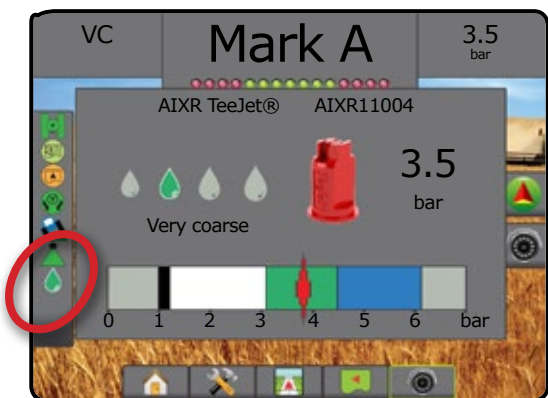 VC
Mark A
3.5
bar
AIXR TeeJet® AIXR11004
3.5
bar
Very coarse
0 1 2 3 4 5 6 bar